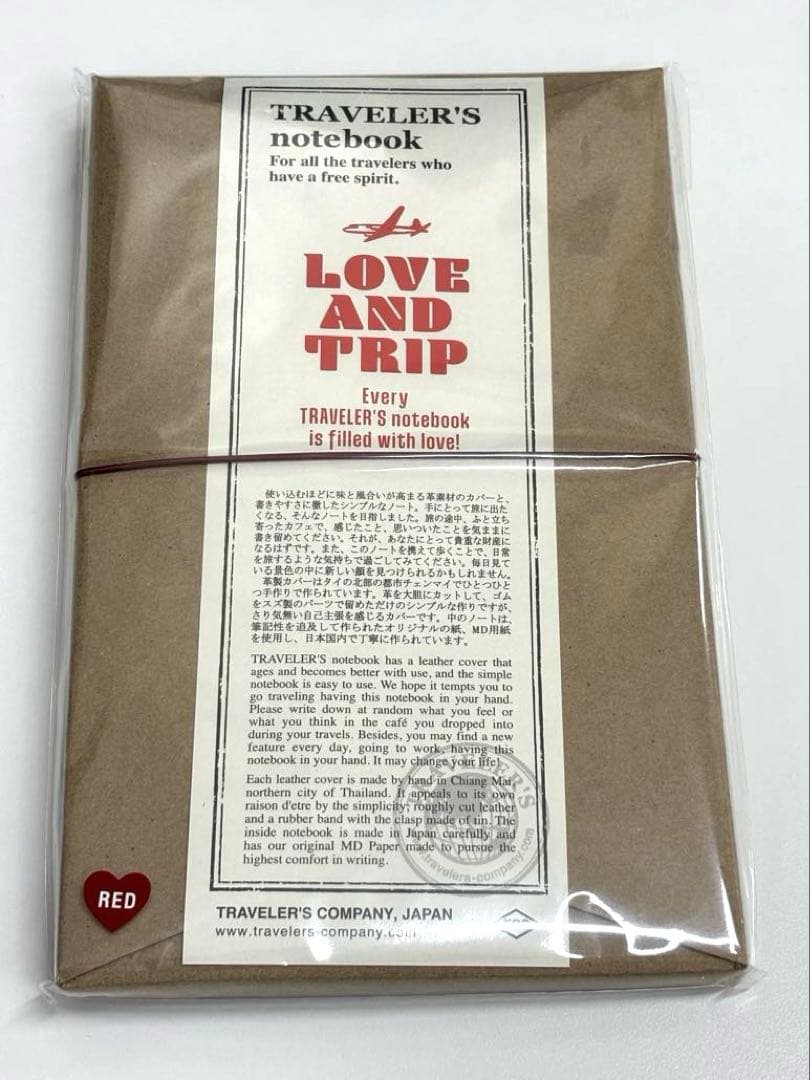 TRAVELER'S
notebook
For all the travelers who
have a free spirit.
LOVE
AND
TRIP
Every
TRAVELER'S notebook
is filled with love!
使い込むほどに味と風合いが高まる革素材のカバーと、
書きやすさに徹したシンプルなノート。手にとって旅に出た
くなる、そんなノートを目指しました。旅の途中、ふと立ち
寄ったカフェで、感じたこと、思いついたことを気ままに
書き留めてください。それが、あなたにとって貴重な財産に
なるはずです。また、このノートを携えて歩くことで、日常
を旅するような気持ちで過ごしてみてください。毎日見て
いる景色の中に新しい顔を見つけられるかもしれません。
革製カバーはタイの北部の都市チェンマイでひとつひと
つ手作りで作られています。革を大胆にカットして、ゴム
をスズ製のパーツで留めただけのシンプルな作りですが、
さり気無い自己主張を感じるカバーです。中のノートは、
筆記性を追及して作られたオリジナルの紙、MD用紙
を使用し、日本国内で丁寧に作られています。
TRAVELER'S notebook has a leather cover that
ages and becomes better with use, and the simple
notebook is easy to use. We hope it tempts you to
go traveling having this notebook in your hand.
Please write down at random what you feel or
what you think in the café you dropped into
during your travels. Besides, you may find a new
feature every day, going to work, having this
notebook in your hand. It may change your life!
Each leather cover is made by hand in Chiang Mai,
northern city of Thailand. It appeals to its own
raison d'etre by the simplicity; roughly cut leather
and a rubber band with the clasp made of tin. The
inside notebook is made in Japan carefully and
has our original MD Paper made to pursue the
highest comfort in writing.
TRAVELER'S
www.travelers-company.com
RED
TRAVELER'S COMPANY, JAPAN
www.travelers-company.com